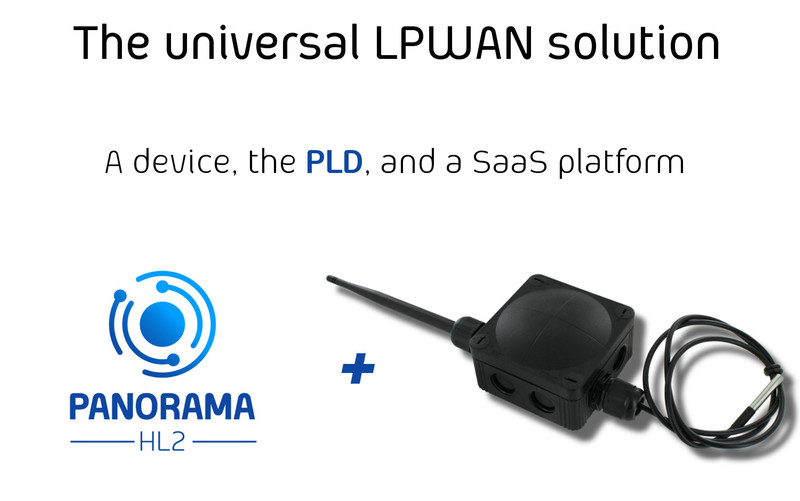 The universal LPWAN solution
A device, the PLD, and a SaaS platform
+
PANORAMA
HL2